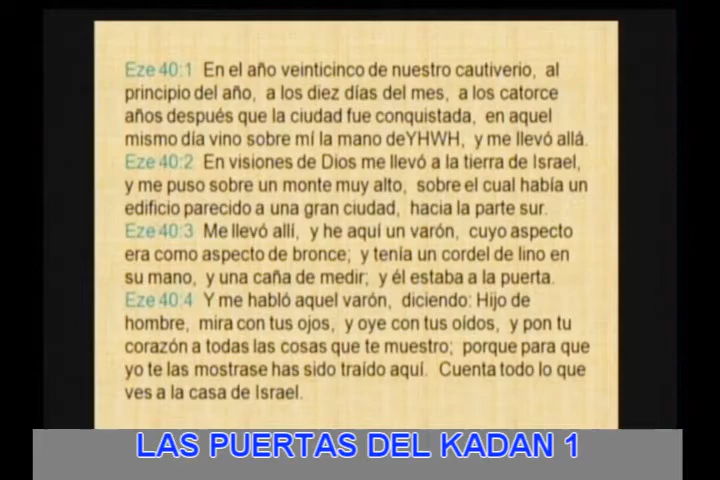 Eze 40:1 En el año veinticinco de nuestro cautiverio, al
principio del año, a los diez días del mes, a los catorce
años después que la ciudad fue conquistada, en aquel
mismo día vino sobre mí la mano deYHWH, y me llevó allá.
Eze 40:2 En visiones de Dios me llevó a la tierra de Israel,
y me puso sobre un monte muy alto, sobre el cual había un
edificio parecido a una gran ciudad, hacia la parte sur.
Eze 40:3 Me llevó allí, y he aquí un varón, cuyo aspecto
era como aspecto de bronce; y tenía un cordel de lino en
su mano, y una caña de medir; y él estaba a la puerta.
Eze 40:4 Y me habló aquel varón, diciendo: Hijo de
hombre, mira con tus ojos, y oye con tus oídos, y pon tu
corazón a todas las cosas que te muestro; porque para que
yo te las mostrase has sido traído aquí. Cuenta todo lo que
ves a la casa de Israel.
LAS PUERTAS DEL KADAN 1